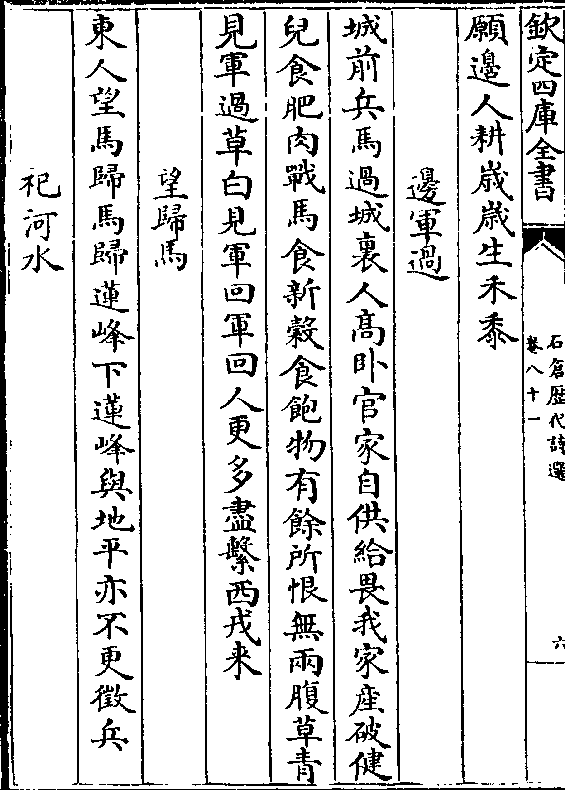 欽定四庫全書
石倉歴代詩選
卷八十一
六
願邊人耕歲歲生禾黍
邊軍過
城前兵馬過城裏人高卧官家自供給畏我家産破健
兒食肥肉戰馬食新穀食飽物有餘所恨無兩腹草青
見軍過草白見軍回軍回人更多盡繫西戎来
望歸馬
東人望馬歸馬歸蓮峰下蓮峰與地平亦不更徵兵
祀河水